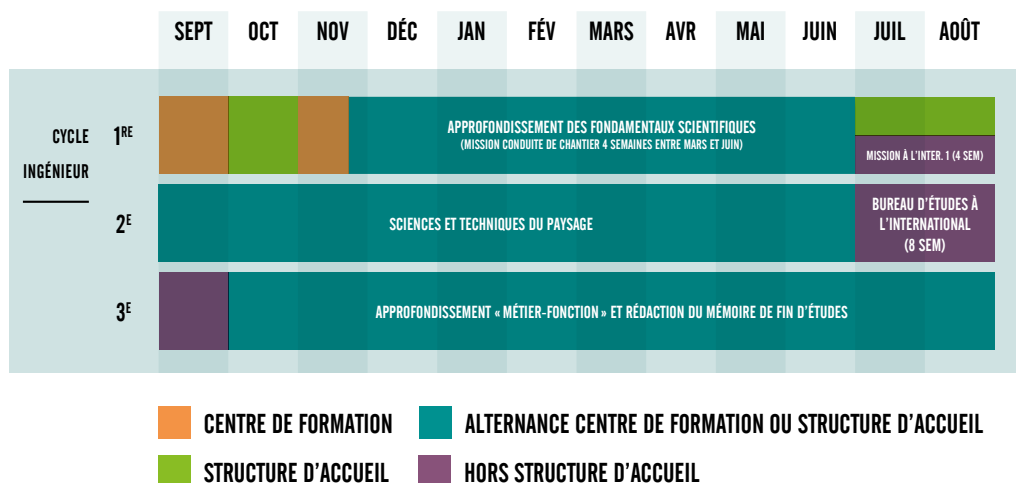 SEPT OCT NOV DÉC JAN FÉV MARS AVR MAI JUIN JUIL AOÛT
CYCLE
INGÉNIEUR
1RE
APPROFONDISSEMENT DES FONDAMENTAUX SCIENTIFIQUES
(MISSION CONDUITE DE CHANTIER 4 SEMAINES ENTRE MARS ET JUIN)
MISSION À L'INTER. 1 (4 SEM)
2E
SCIENCES ET TECHNIQUES DU PAYSAGE
BUREAU D'ÉTUDES À
L'INTERNATIONAL
(8 SEM)
3E
APPROFONDISSEMENT « MÉTIER-FONCTION » ET RÉDACTION DU MÉMOIRE DE FIN D'ÉTUDES
CENTRE DE FORMATION
ALTERNANCE CENTRE DE FORMATION OU STRUCTURE D'ACCUEIL
STRUCTURE D'ACCUEIL
HORS STRUCTURE D'ACCUEIL